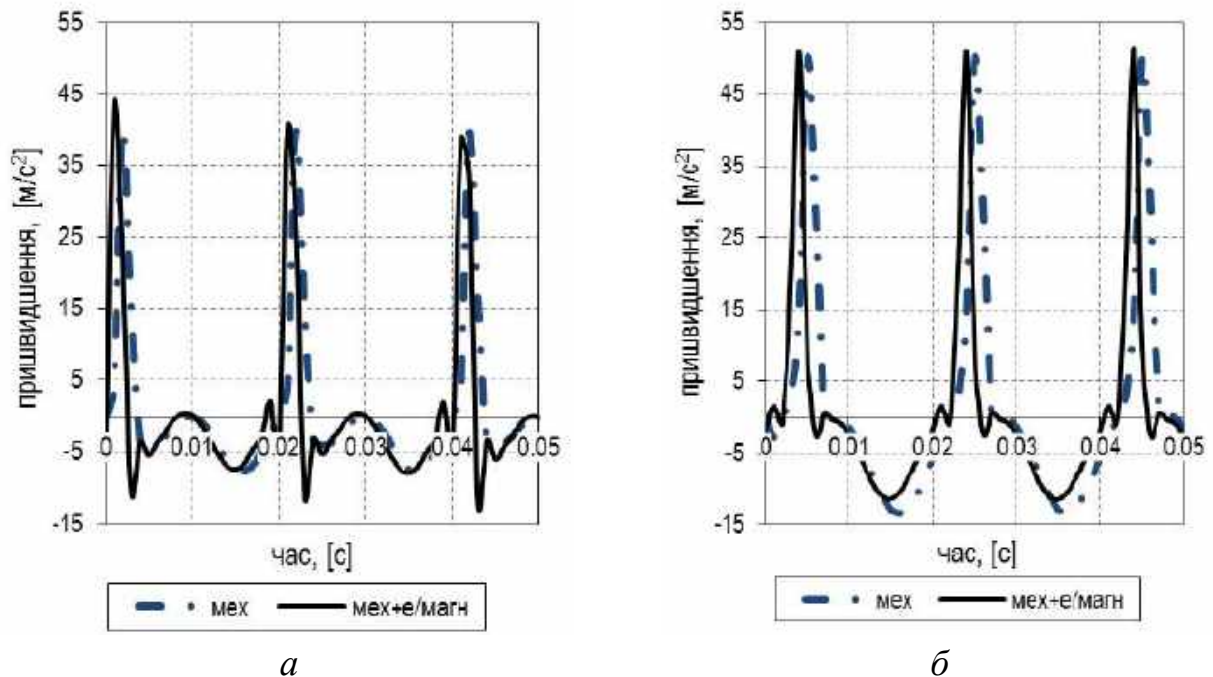 55
45
35
25
15
5
-5
-15
пришвидшення, [м/с²]
0 0.01 0.02 0.03 0.04 0.05
час, [с]
мех мех+е/магн
а
55
45
35
25
15
5
-5
-15
пришвидшення, [м/с²]
0 0.01 0.02 0.03 0.04 0.05
час, [с]
мех мех+е/магн
б